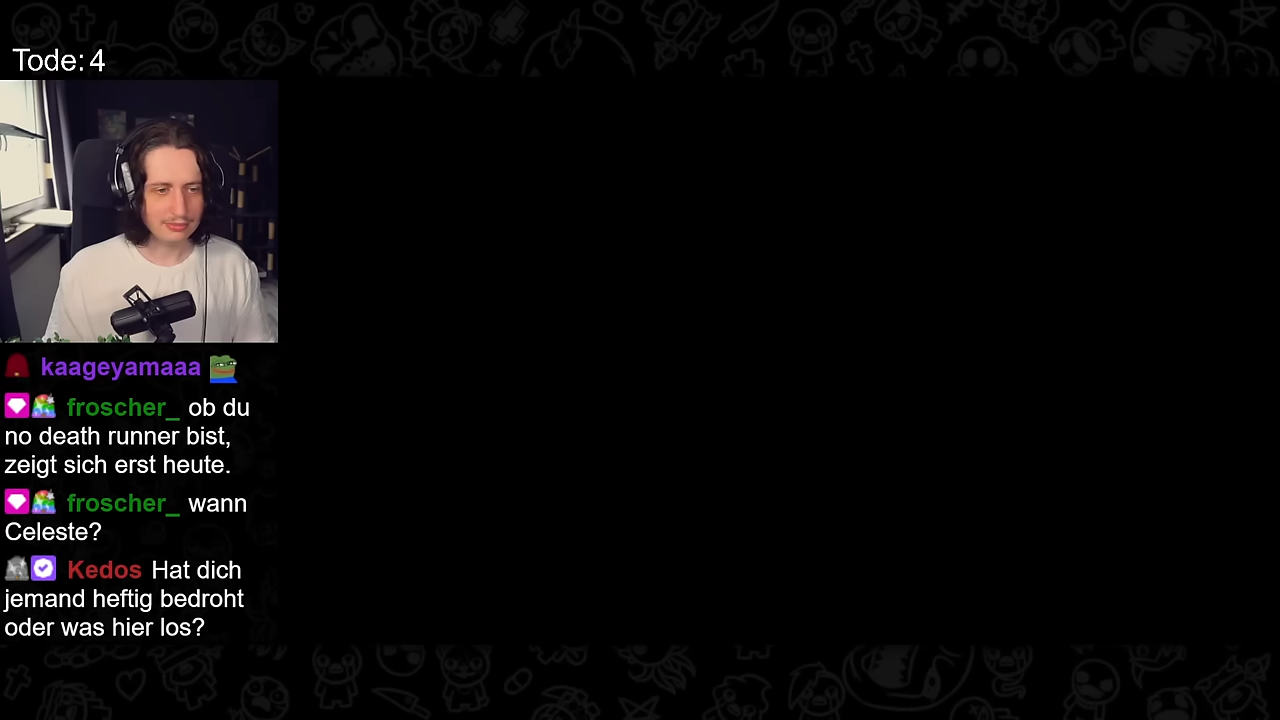 Tode: 4
kaageyamaaa
froscher_ ob du
no death runner bist,
zeigt sich erst heute.
froscher_ wann
Celeste?
Kedos Hat dich
jemand heftig bedroht
oder was hier los?